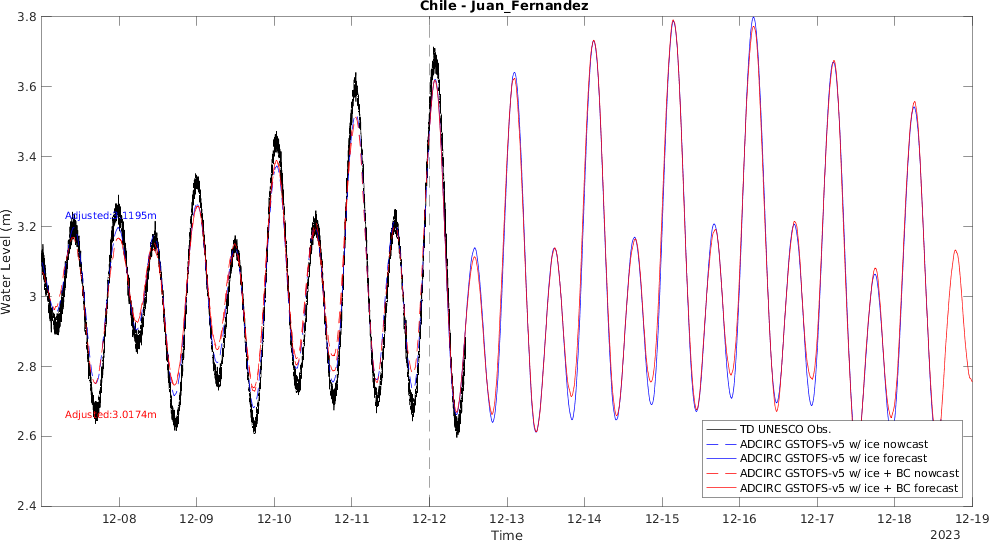 Chile - Juan_Fernandez
Water Level (m)
3.8
3.6
3.4
3.2
3
2.8
2.6
2.4
Adjusted:3.1195m
Adjusted:3.0174m
TD UNESCO Obs.
ADCIRC GSTOFS-v5 w/ ice nowcast
ADCIRC GSTOFS-v5 w/ ice forecast
ADCIRC GSTOFS-v5 w/ ice + BC nowcast
ADCIRC GSTOFS-v5 w/ ice + BC forecast
12-08 12-09 12-10 12-11 12-12 12-13 12-14 12-15 12-16 12-17 12-18 12-19
Time
2023